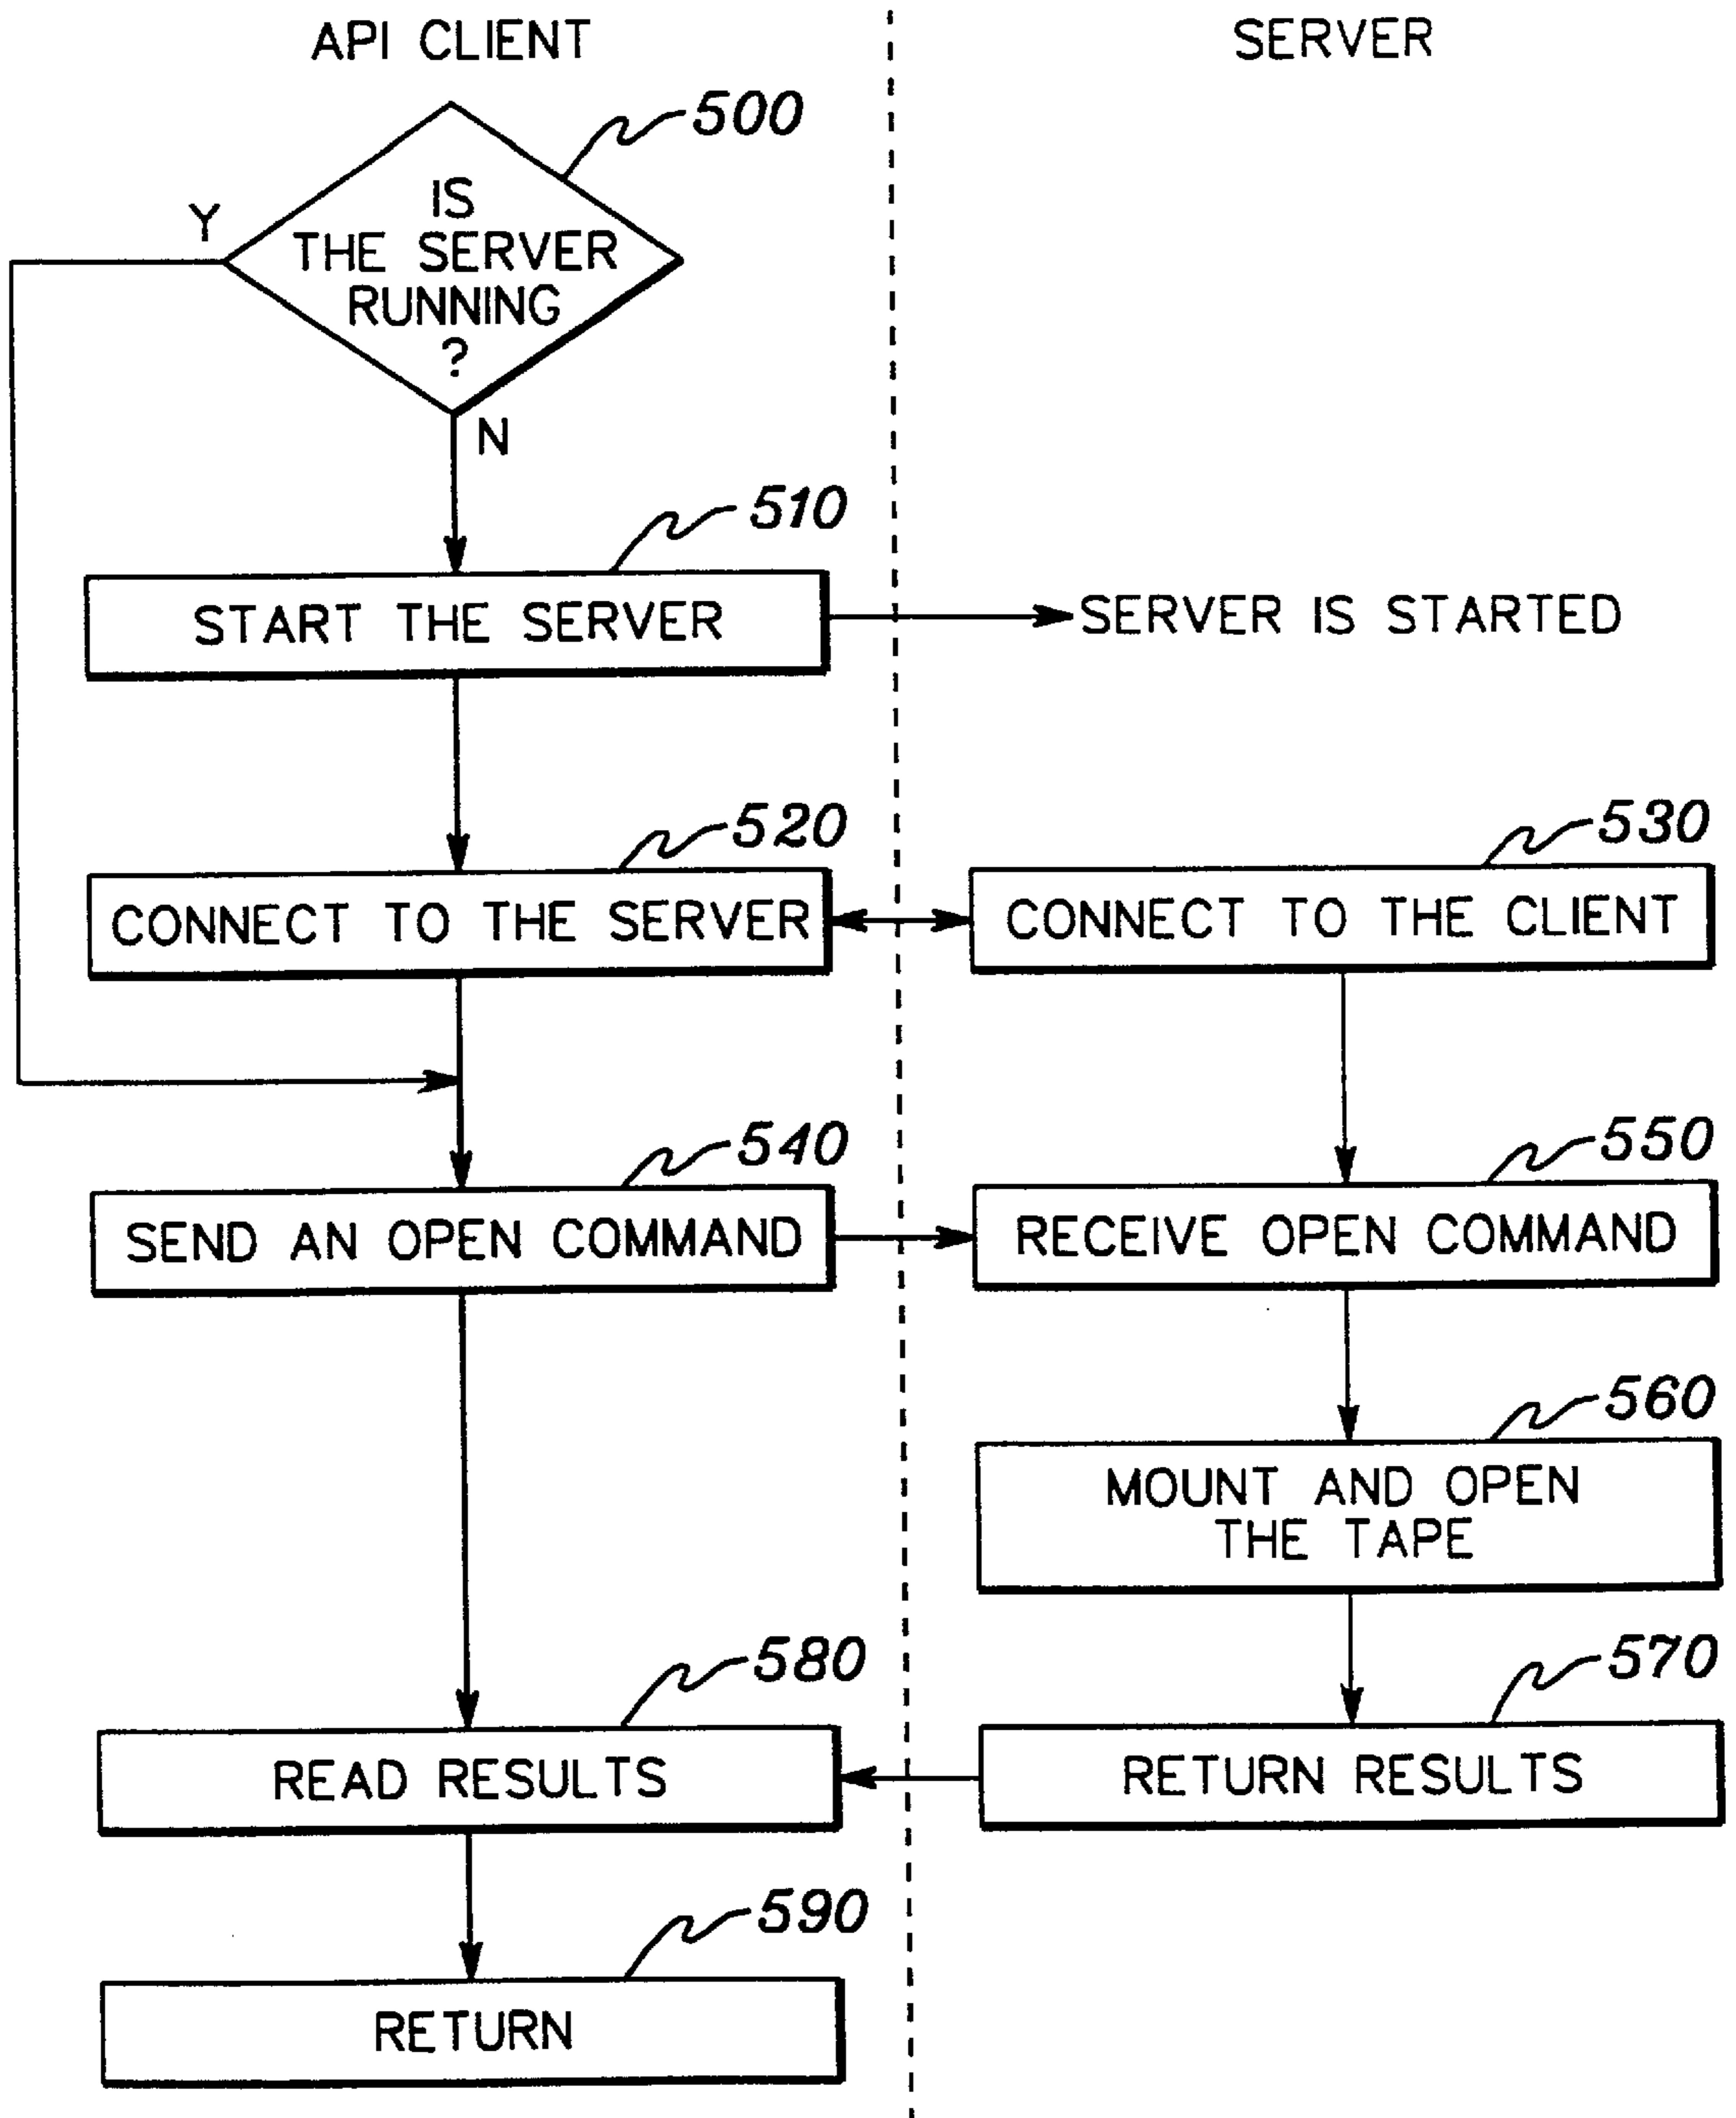 API CLIENT
SERVER
500
IS
THE SERVER
RUNNING
?
Y
N
510
START THE SERVER
SERVER IS STARTED
520
CONNECT TO THE SERVER
530
CONNECT TO THE CLIENT
540
SEND AN OPEN COMMAND
550
RECEIVE OPEN COMMAND
560
MOUNT AND OPEN
THE TAPE
570
RETURN RESULTS
580
READ RESULTS
590
RETURN